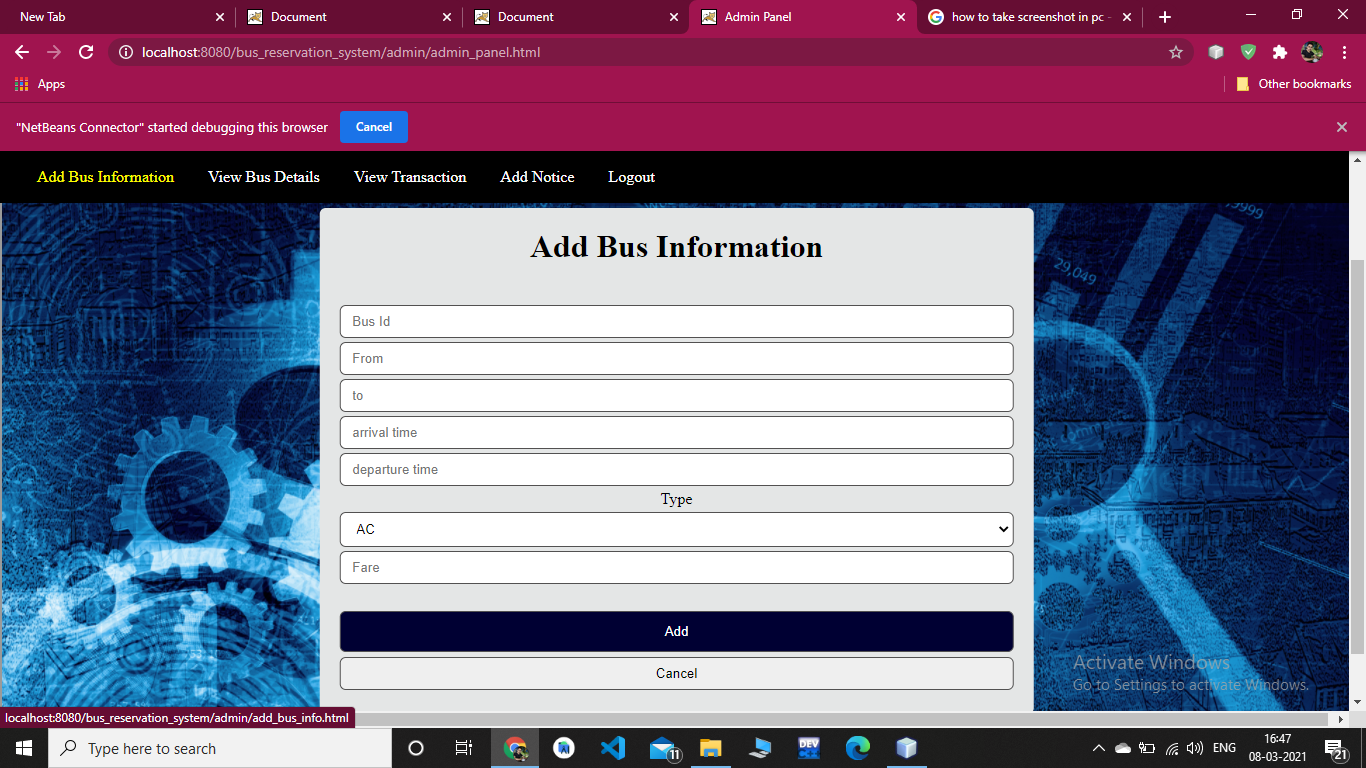 New Tab
Document
Document
Admin Panel
how to take screenshot in pc -
localhost:8080/bus_reservation_system/admin/admin_panel.html
Apps
Other bookmarks
"NetBeans Connector" started debugging this browser
Cancel
Add Bus Information
View Bus Details
View Transaction
Add Notice
Logout
29,049
Add Bus Information
Bus Id
From
to
arrival time
departure time
Type
AC
Fare
Add
Cancel
Activate Windows
Go to Settings to activate Windows.
localhost:8080/bus_reservation_system/admin/add_bus_info.html
Type here to search
11
DEV
C++
ENG
16:47
08-03-2021
21